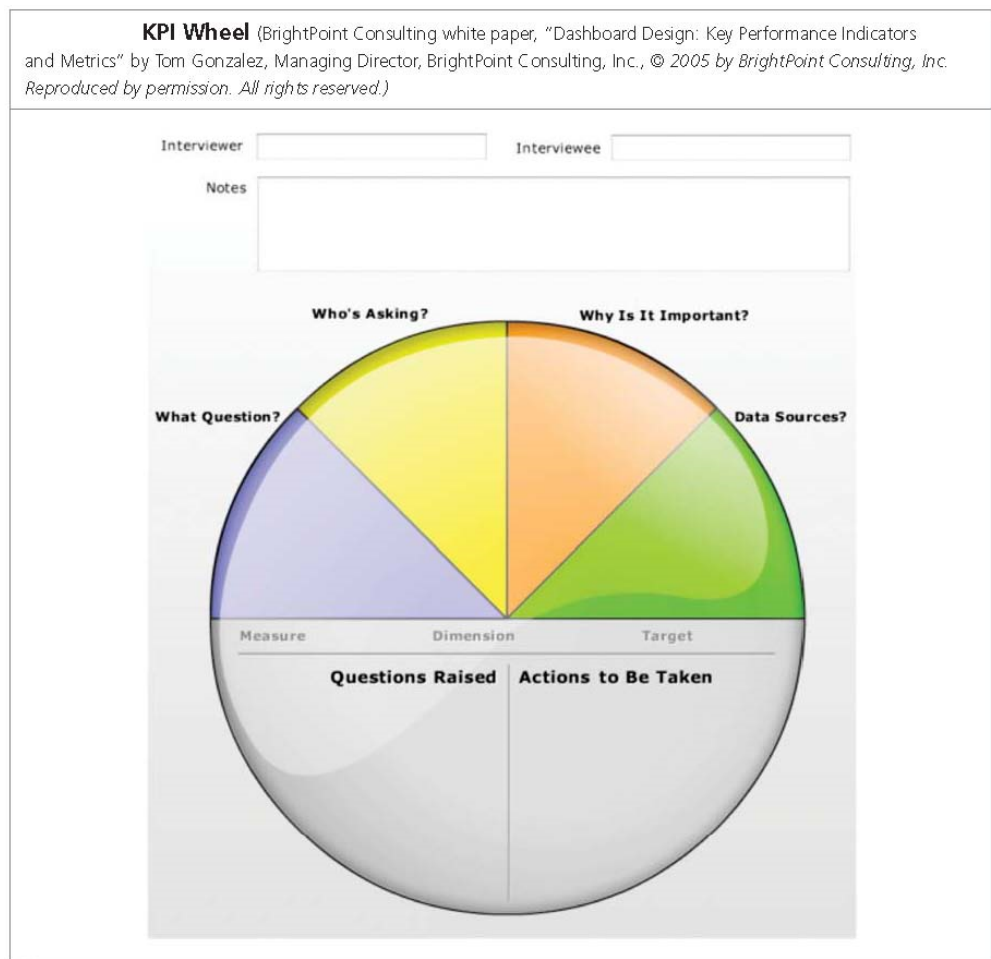 KPI Wheel (BrightPoint Consulting white paper, "Dashboard Design: Key Performance Indicators
and Metrics" by Tom Gonzalez, Managing Director, BrightPoint Consulting, Inc., © 2005 by BrightPoint Consulting, Inc.
Reproduced by permission. All rights reserved.)
Interviewer
Interviewee
Notes
Who's Asking?
Why Is It Important?
What Question?
Data Sources?
Measure
Dimension
Target
Questions Raised
Actions to Be Taken